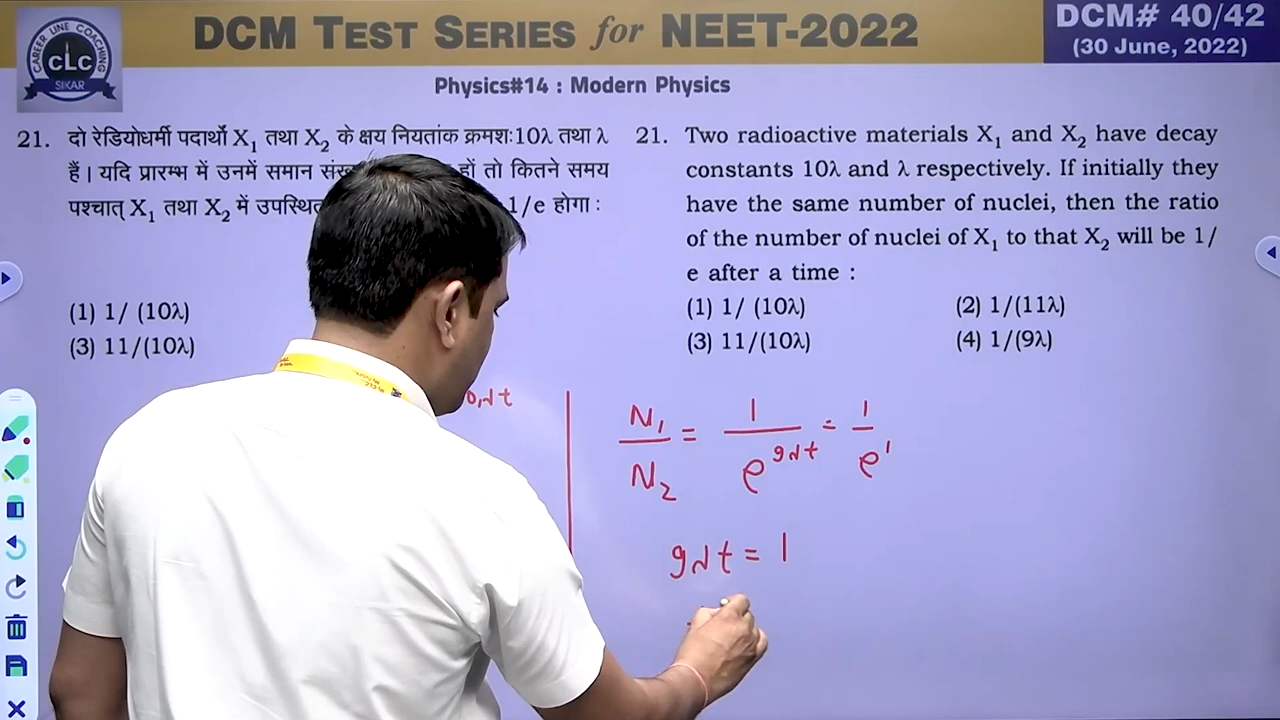 CAREER LINE COACHING
CLC
SIKAR
DCM TEST SERIES for NEET-2022
DCM# 40/42
(30 June, 2022)
Physics#14 : Modern Physics
21. दो रेडियोधर्मी पदार्थों X₁ तथा X₂ के क्षय नियतांक क्रमशः10λ तथा λ
हैं। यदि प्रारम्भ में उनमें समान हों तो कितने समय
पश्चात् X₁ तथा X₂ में 1/e होगा :
(1) 1/ (10λ)
(3) 11/(10λ)
21. Two radioactive materials X₁ and X₂ have decay
constants 10λ and λ respectively. If initially they
have the same number of nuclei, then the ratio
of the number of nuclei of X₁ to that X₂ will be 1/
e after a time :
(1) 1/ (10λ) (2) 1/(11λ)
(3) 11/(10λ) (4) 1/(9λ)
N₁/N₂ = 1/e^9λt = 1/e¹
9λt = 1